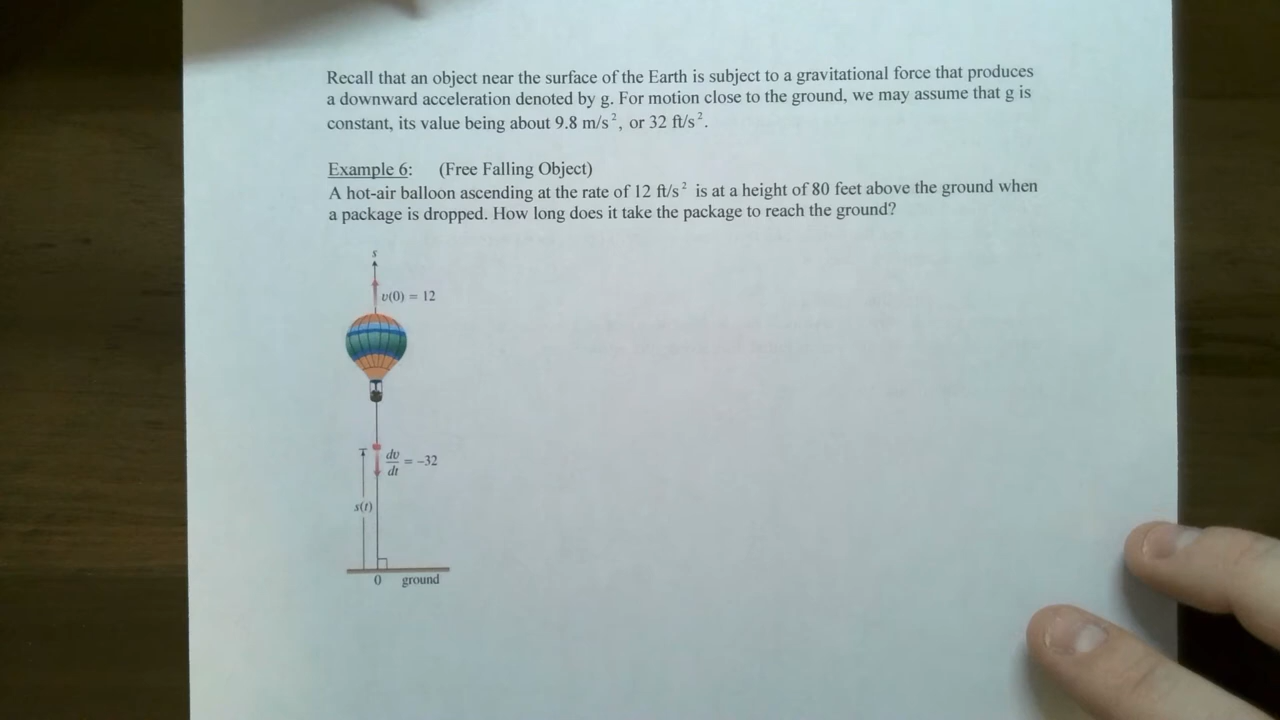 Recall that an object near the surface of the Earth is subject to a gravitational force that produces
a downward acceleration denoted by g. For motion close to the ground, we may assume that g is
constant, its value being about 9.8 m/s², or 32 ft/s².
Example 6: (Free Falling Object)
A hot-air balloon ascending at the rate of 12 ft/s² is at a height of 80 feet above the ground when
a package is dropped. How long does it take the package to reach the ground?
s
v(0) = 12
dv/dt = −32
s(t)
0 ground